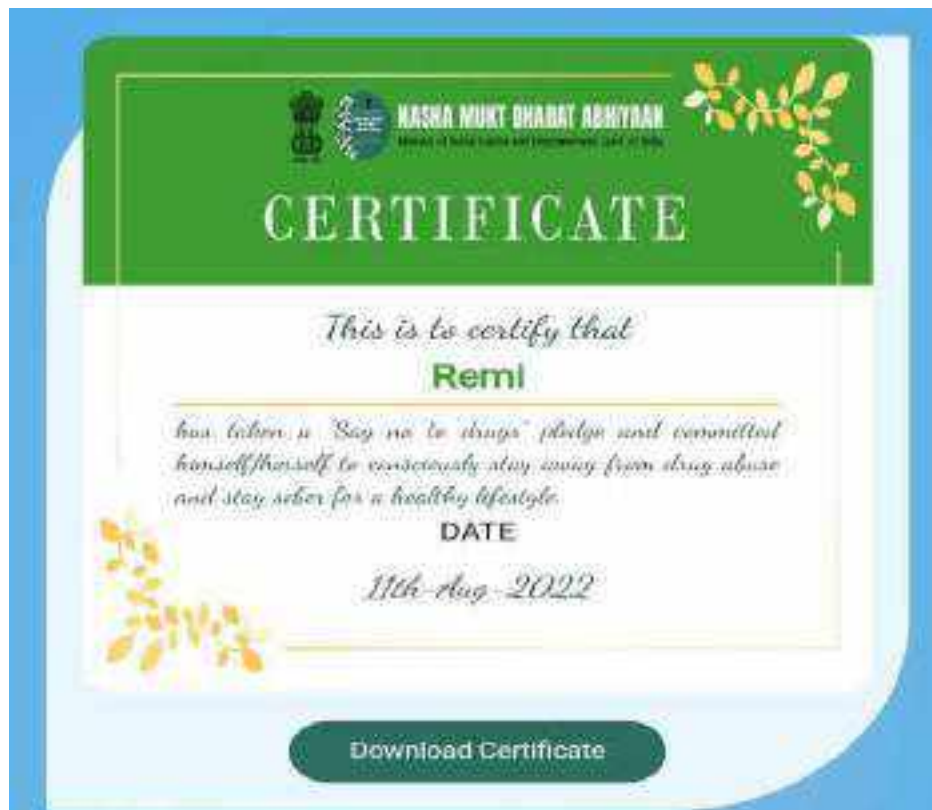 NASHA MUKT BHARAT ABHIYAAN
CERTIFICATE
This is to certify that
Remi
has taken a "Say no to drugs" pledge and committed
himself/herself to consciously stay away from drug abuse
and stay sober for a healthy lifestyle.
DATE
11th-Aug-2022
Download Certificate